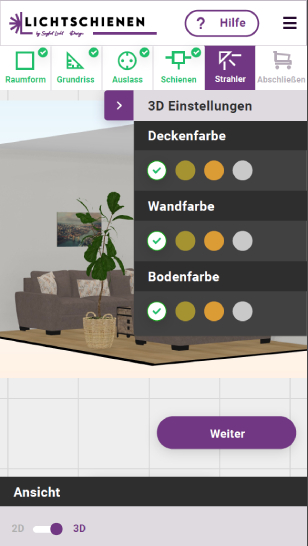 LICHTSCHIENEN
by Seyfert Licht Design
? Hilfe
Raumform
Grundriss
Auslass
Schienen
Strahler
Abschließen
3D Einstellungen
Deckenfarbe
Wandfarbe
Bodenfarbe
Weiter
Ansicht
2D 3D